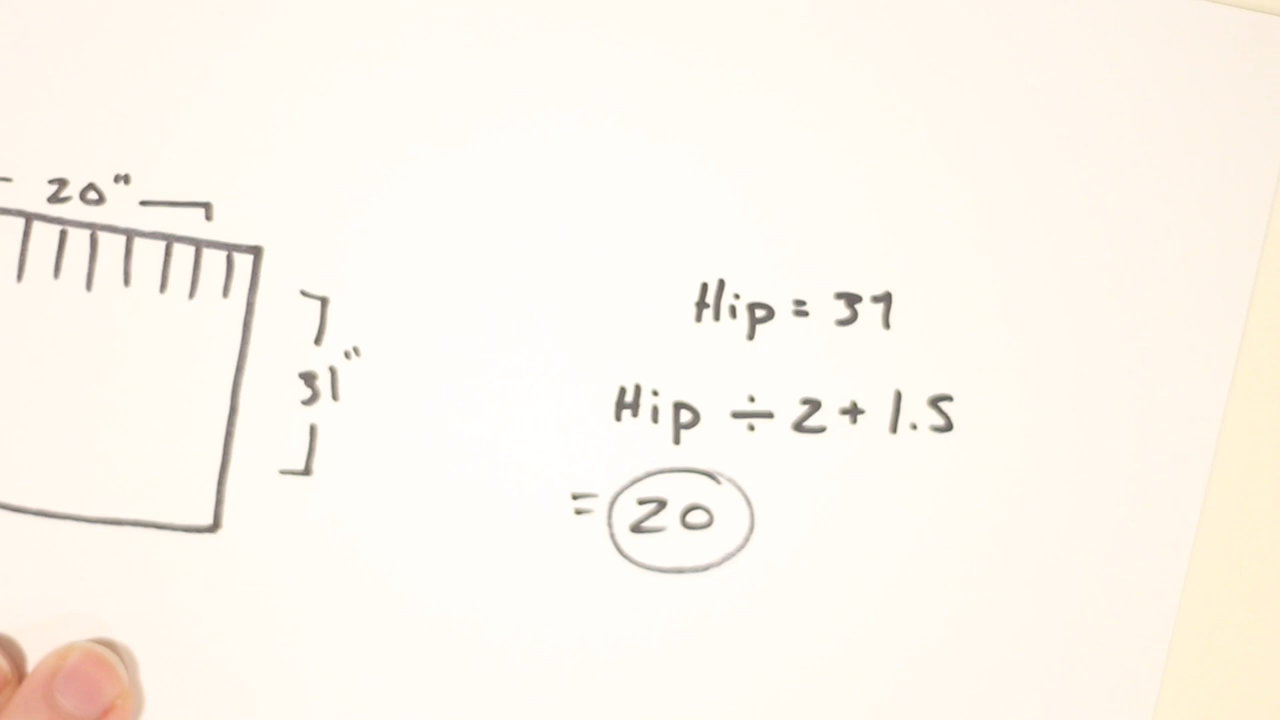 20"
31"
Hip = 37
Hip ÷ 2 + 1.5
= 20